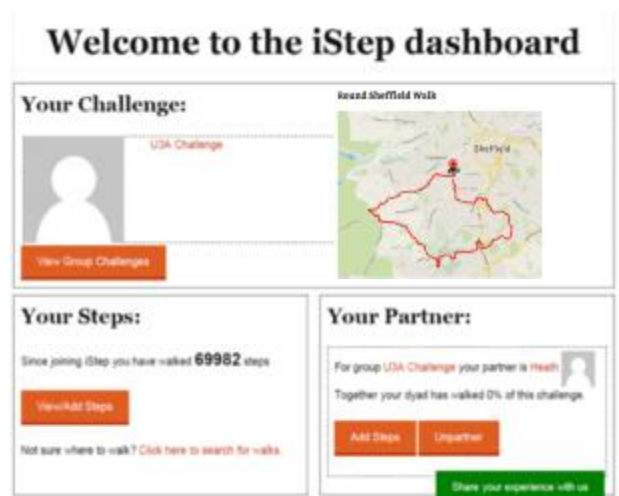 Welcome to the iStep dashboard
Your Challenge:
U3A Challenge
View Group Challenges
Round Sheffield Walk
Sheffield
Your Steps:
Since joining iStep you have walked 69982 steps
View/Add Steps
Not sure where to walk? Click here to search for walks.
Your Partner:
For group U3A Challenge your partner is Heath
Together your dyad has walked 0% of this challenge.
Add Steps
Unpartner
Share your experience with us